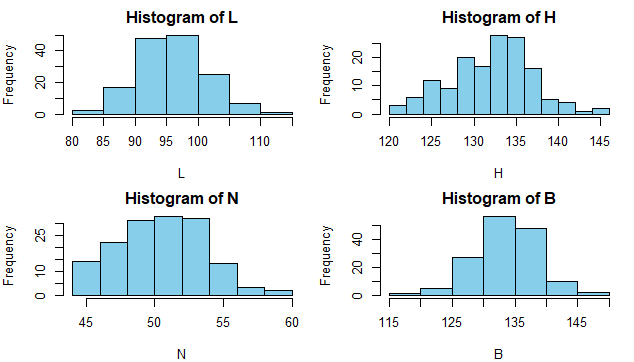 Histogram of L
Frequency
0
20
40
80 85 90 95 100 110
L
Histogram of H
Frequency
0
10
20
120 125 130 135 140 145
H
Histogram of N
Frequency
0
10
25
45 50 55 60
N
Histogram of B
Frequency
0
20
40
115 125 135 145
B